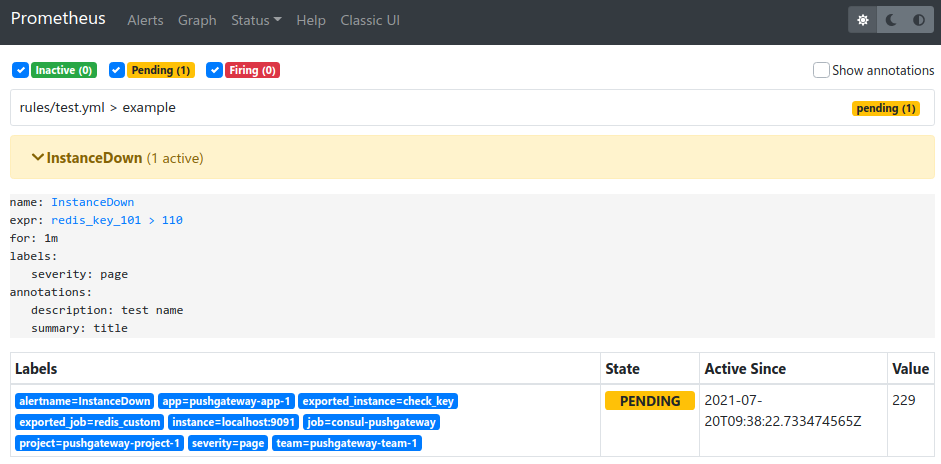 Prometheus Alerts Graph Status Help Classic UI
Inactive (0) Pending (1) Firing (0) Show annotations
rules/test.yml > example pending (1)
InstanceDown (1 active)
name: InstanceDown
expr: redis_key_101 > 110
for: 1m
labels:
severity: page
annotations:
description: test name
summary: title
Labels State Active Since Value
alertname=InstanceDown app=pushgateway-app-1 exported_instance=check_key PENDING 2021-07- 229
exported_job=redis_custom instance=localhost:9091 job=consul-pushgateway 20T09:38:22.733474565Z
project=pushgateway-project-1 severity=page team=pushgateway-team-1